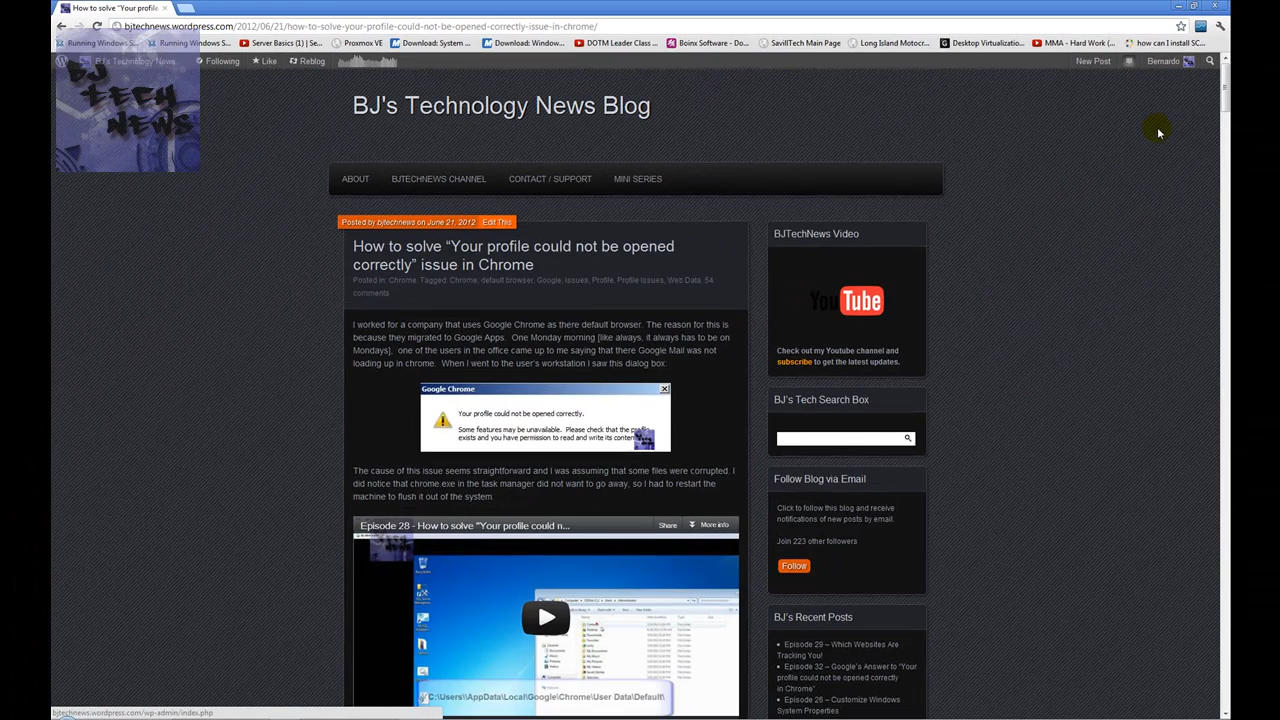 How to solve “Your profile
bjtechnews.wordpress.com/2012/06/21/how-to-solve-your-profile-could-not-be-opened-correctly-issue-in-chrome/
Running Windows S... Running Windows S... Server Basics (1) | Se... Proxmox VE Download: System ... Download: Window... DOTM Leader Class ... Boinx Software - Do... SavillTech Main Page Long Island Motocr... Desktop Virtualizatio... MMA - Hard Work (... how can I install SC...
BJ's Technology News Following Like Reblog New Post Bernardo
BJ TECH NEWS
BJ's Technology News Blog
ABOUT BJTECHNEWS CHANNEL CONTACT / SUPPORT MINI SERIES
Posted by bjtechnews on June 21, 2012 Edit This
How to solve “Your profile could not be opened
correctly” issue in Chrome
Posted in: Chrome. Tagged: Chrome, default browser, Google, issues, Profile, Profile Issues, Web Data. 54
comments
I worked for a company that uses Google Chrome as there default browser. The reason for this is
because they migrated to Google Apps. One Monday morning [like always, it always has to be on
Mondays], one of the users in the office came up to me saying that there Google Mail was not
loading up in chrome. When I went to the user's workstation I saw this dialog box:
Google Chrome
Your profile could not be opened correctly.
Some features may be unavailable. Please check that the
exists and you have permission to read and write its
The cause of this issue seems straightforward and I was assuming that some files were corrupted. I
did notice that chrome.exe in the task manager did not want to go away, so I had to restart the
machine to flush it out of the system.
Episode 28 - How to solve "Your profile could n... Share More info
C:\Users\\AppData\Local\Google\Chrome\User Data\Default\
BJTechNews Video
YouTube
Check out my Youtube channel and
subscribe to get the latest updates.
BJ's Tech Search Box
Follow Blog via Email
Click to follow this blog and receive
notifications of new posts by email.
Join 223 other followers
Follow
BJ's Recent Posts
Episode 29 – Which Websites Are
Tracking You!
Episode 32 – Google's Answer to “Your
profile could not be opened correctly
in Chrome”
Episode 26 – Customize Windows
System Properties
bjtechnews.wordpress.com/wp-admin/index.php